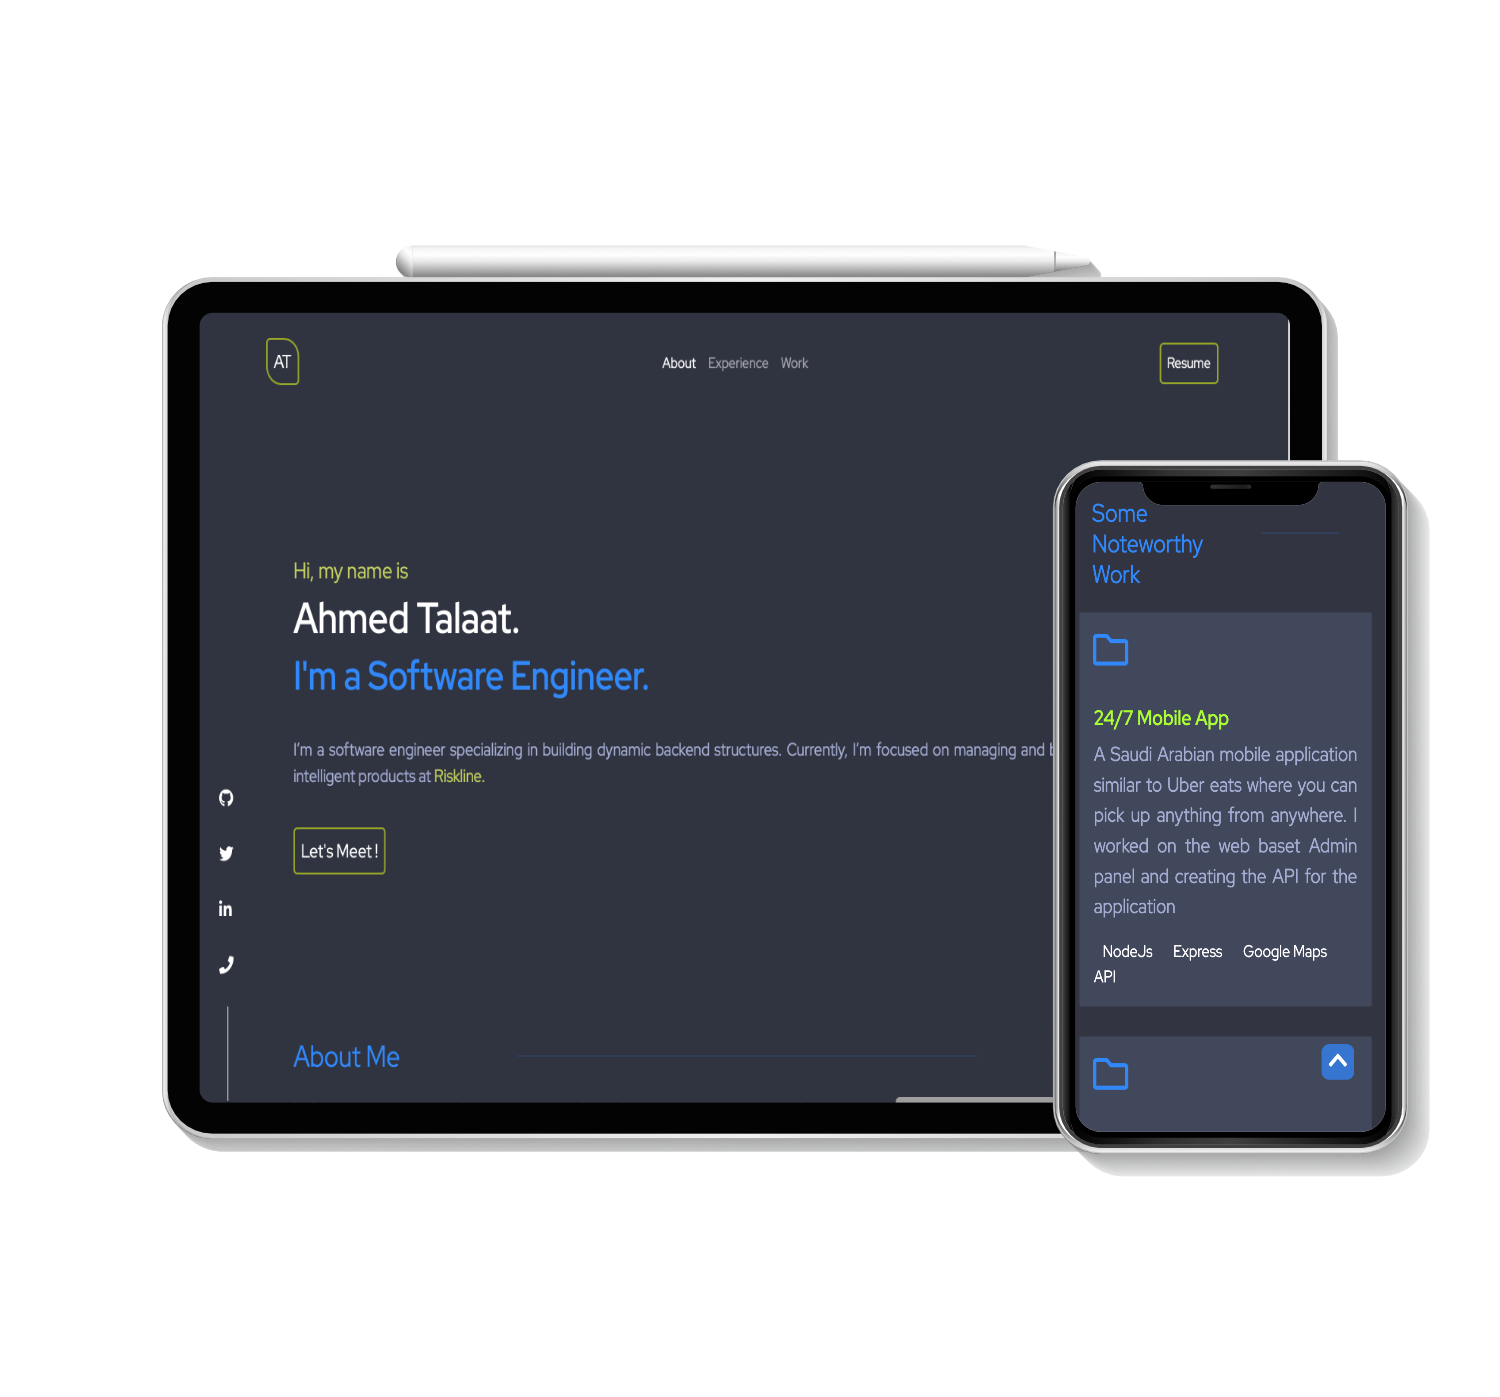 AT
About Experience Work
Resume
Hi, my name is
Ahmed Talaat.
I'm a Software Engineer.
I'm a software engineer specializing in building dynamic backend structures. Currently, I'm focused on managing and
intelligent products at Riskline.
Let's Meet !
About Me
Some
Noteworthy
Work
24/7 Mobile App
A Saudi Arabian mobile application
similar to Uber eats where you can
pick up anything from anywhere. I
worked on the web baset Admin
panel and creating the API for the
application
NodeJs Express Google Maps
API